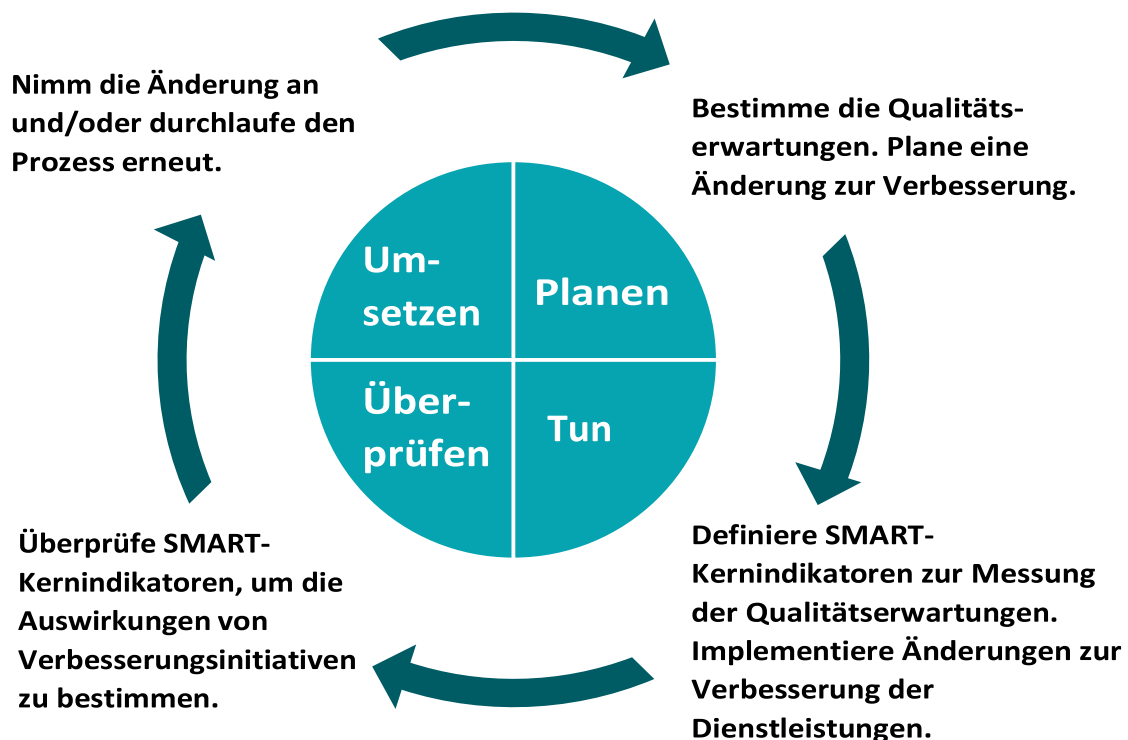 Nimm die Änderung an
und/oder durchlaufe den
Prozess erneut.
Bestimme die Qualitäts-
erwartungen. Plane eine
Änderung zur Verbesserung.
Um-
setzen
Planen
Über-
prüfen
Tun
Überprüfe SMART-
Kernindikatoren, um die
Auswirkungen von
Verbesserungsinitiativen
zu bestimmen.
Definiere SMART-
Kernindikatoren zur Messung
der Qualitätserwartungen.
Implementiere Änderungen zur
Verbesserung der
Dienstleistungen.